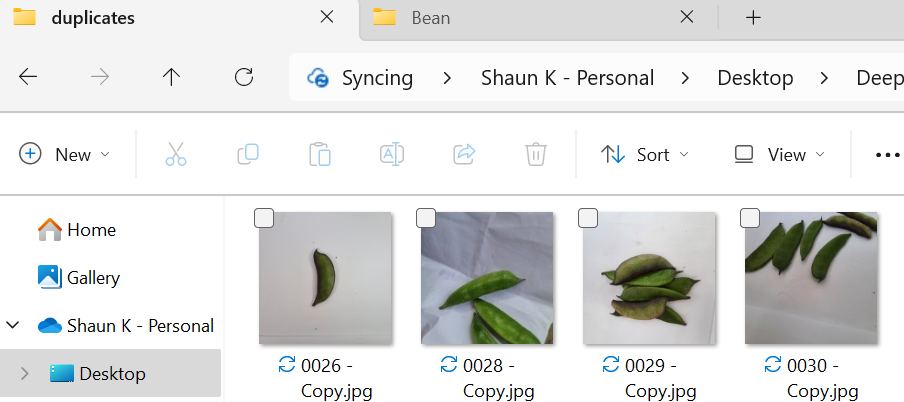 duplicates
Bean
Syncing Shaun K - Personal Desktop Deep
New Sort View
Home
Gallery
Shaun K - Personal
Desktop
0026 - Copy.jpg
0028 - Copy.jpg
0029 - Copy.jpg
0030 - Copy.jpg